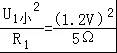 U₁小² / R₁ = (1.2V)² / 5Ω